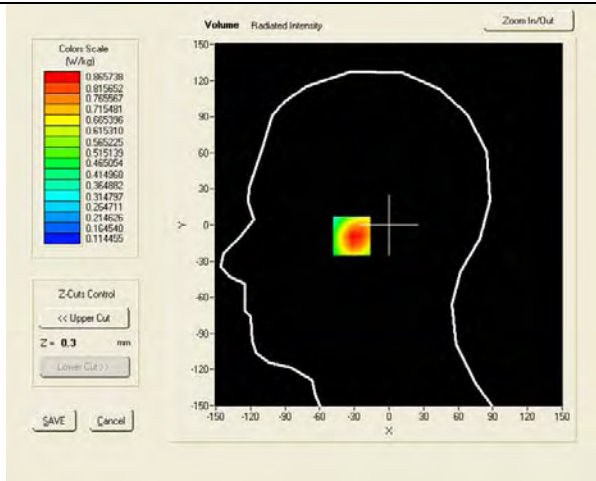 Volume Radiated Intensity
Zoom In/Out
Colors Scale
(W/kg)
0.865738
0.815652
0.765567
0.715481
0.665396
0.615310
0.565225
0.515139
0.465054
0.414968
0.364882
0.314797
0.264711
0.214626
0.164540
0.114455
Z-Cuts Control
<< Upper Cut
Z = 0.3 mm
Lower Cut >>
SAVE Cancel
150
120
90
60
30
0
-30
-60
-90
-120
-150
Y
-150 -120 -90 -60 -30 0 30 60 90 120 150
X